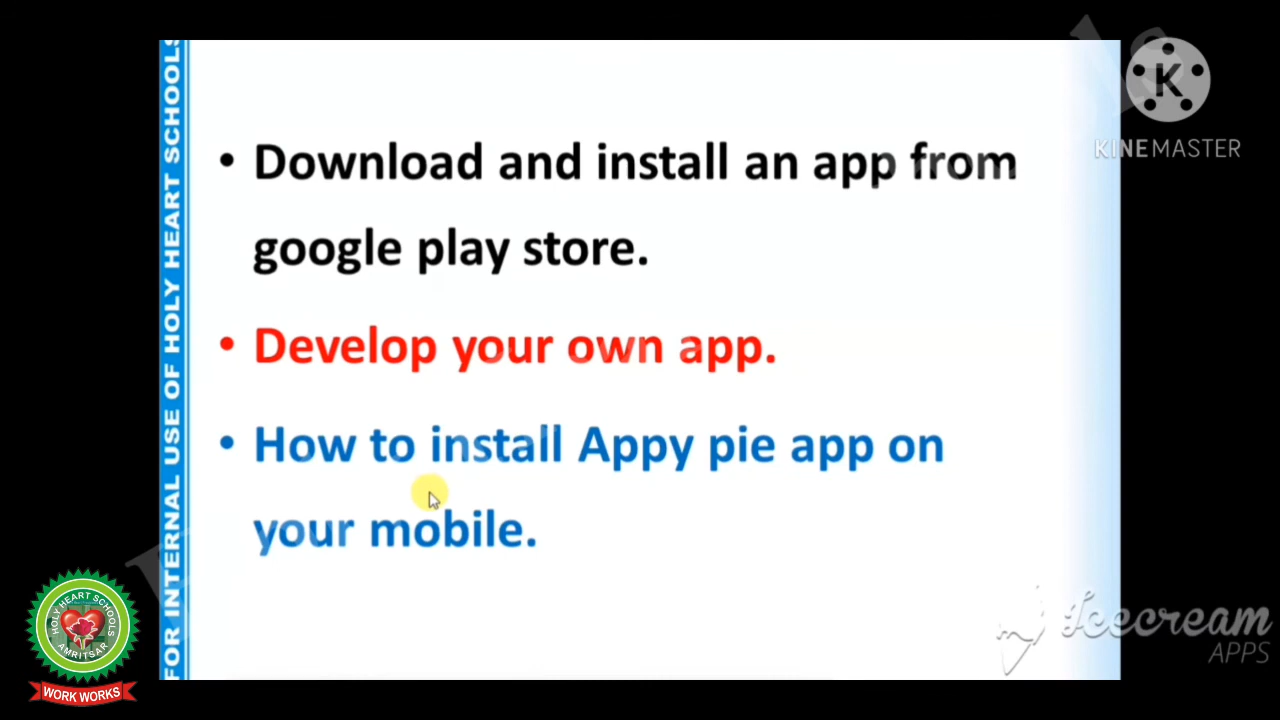 FOR INTERNAL USE OF HOLY HEART SCHOOLS
• Download and install an app from
google play store.
• Develop your own app.
• How to install Appy pie app on
your mobile.
K
KINEMASTER
HOLY HEART SCHOOLS
AMRITSAR
WORK WORKS
Icecream
APPS